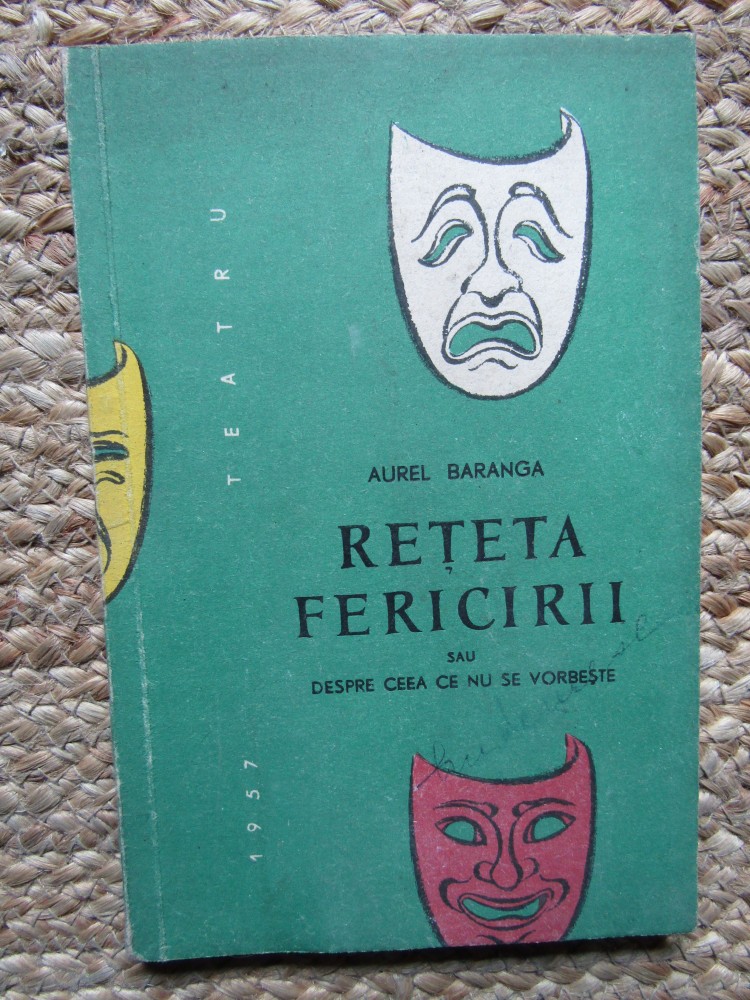 TEATRU
AUREL BARANGA
REȚETA
FERICIRII
SAU
DESPRE CEEA CE NU SE VORBEȘTE
1957